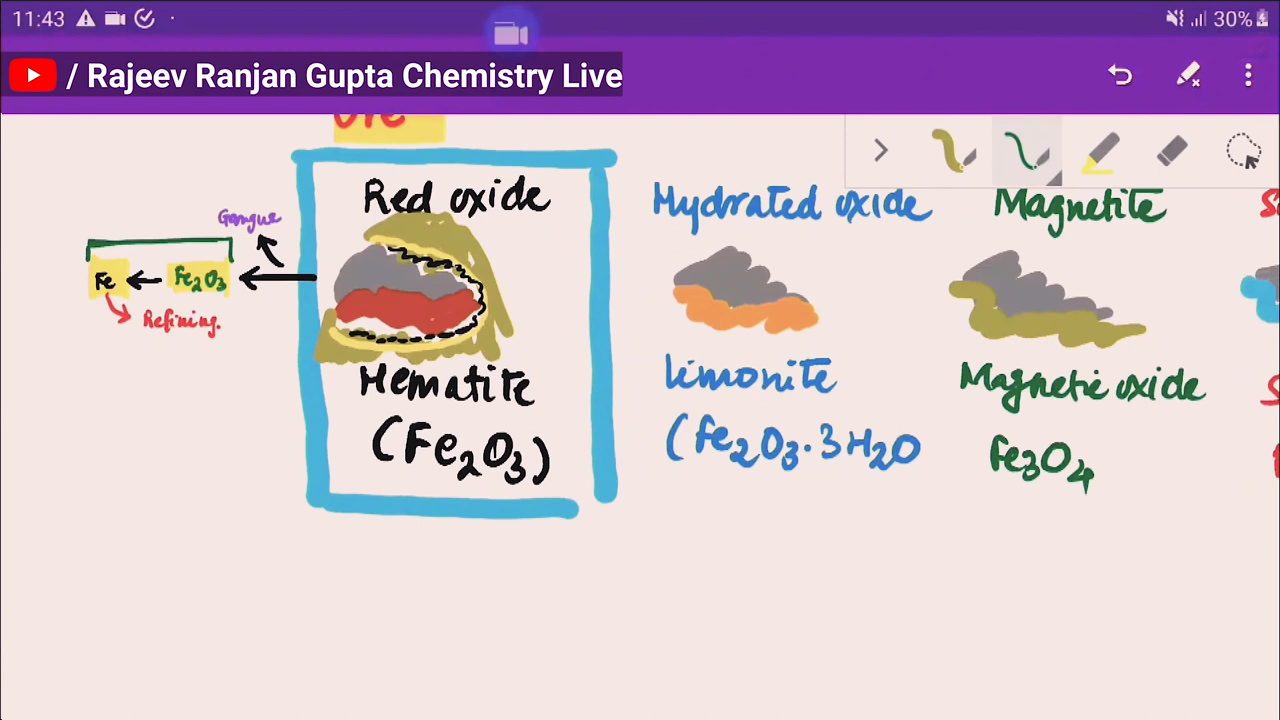 11:43
30%
/ Rajeev Ranjan Gupta Chemistry Live
Ore
Red oxide
Hematite
(Fe2O3)
Gangue
Fe ← Fe2O3 ←
Refining.
Hydrated oxide
limonite
(Fe2O3.3H2O
Magnetite
Magnetic oxide
Fe3O4